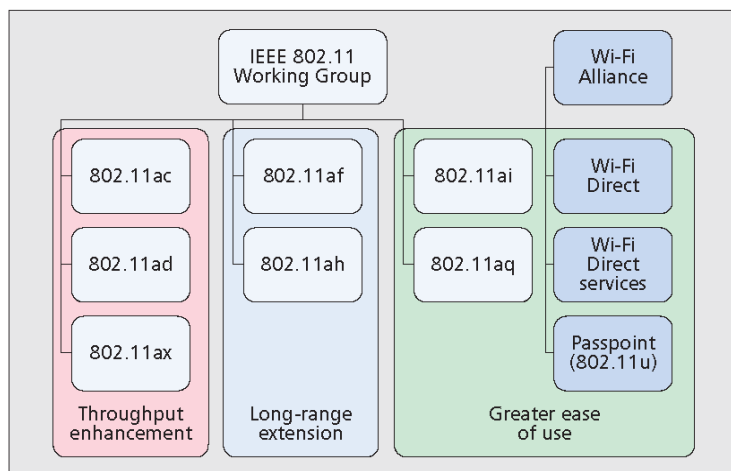 IEEE 802.11
Working Group
Wi-Fi
Alliance
802.11ac
802.11af
802.11ai
Wi-Fi
Direct
802.11ad
802.11ah
802.11aq
Wi-Fi
Direct
services
802.11ax
Passpoint
(802.11u)
Throughput
enhancement
Long-range
extension
Greater ease
of use